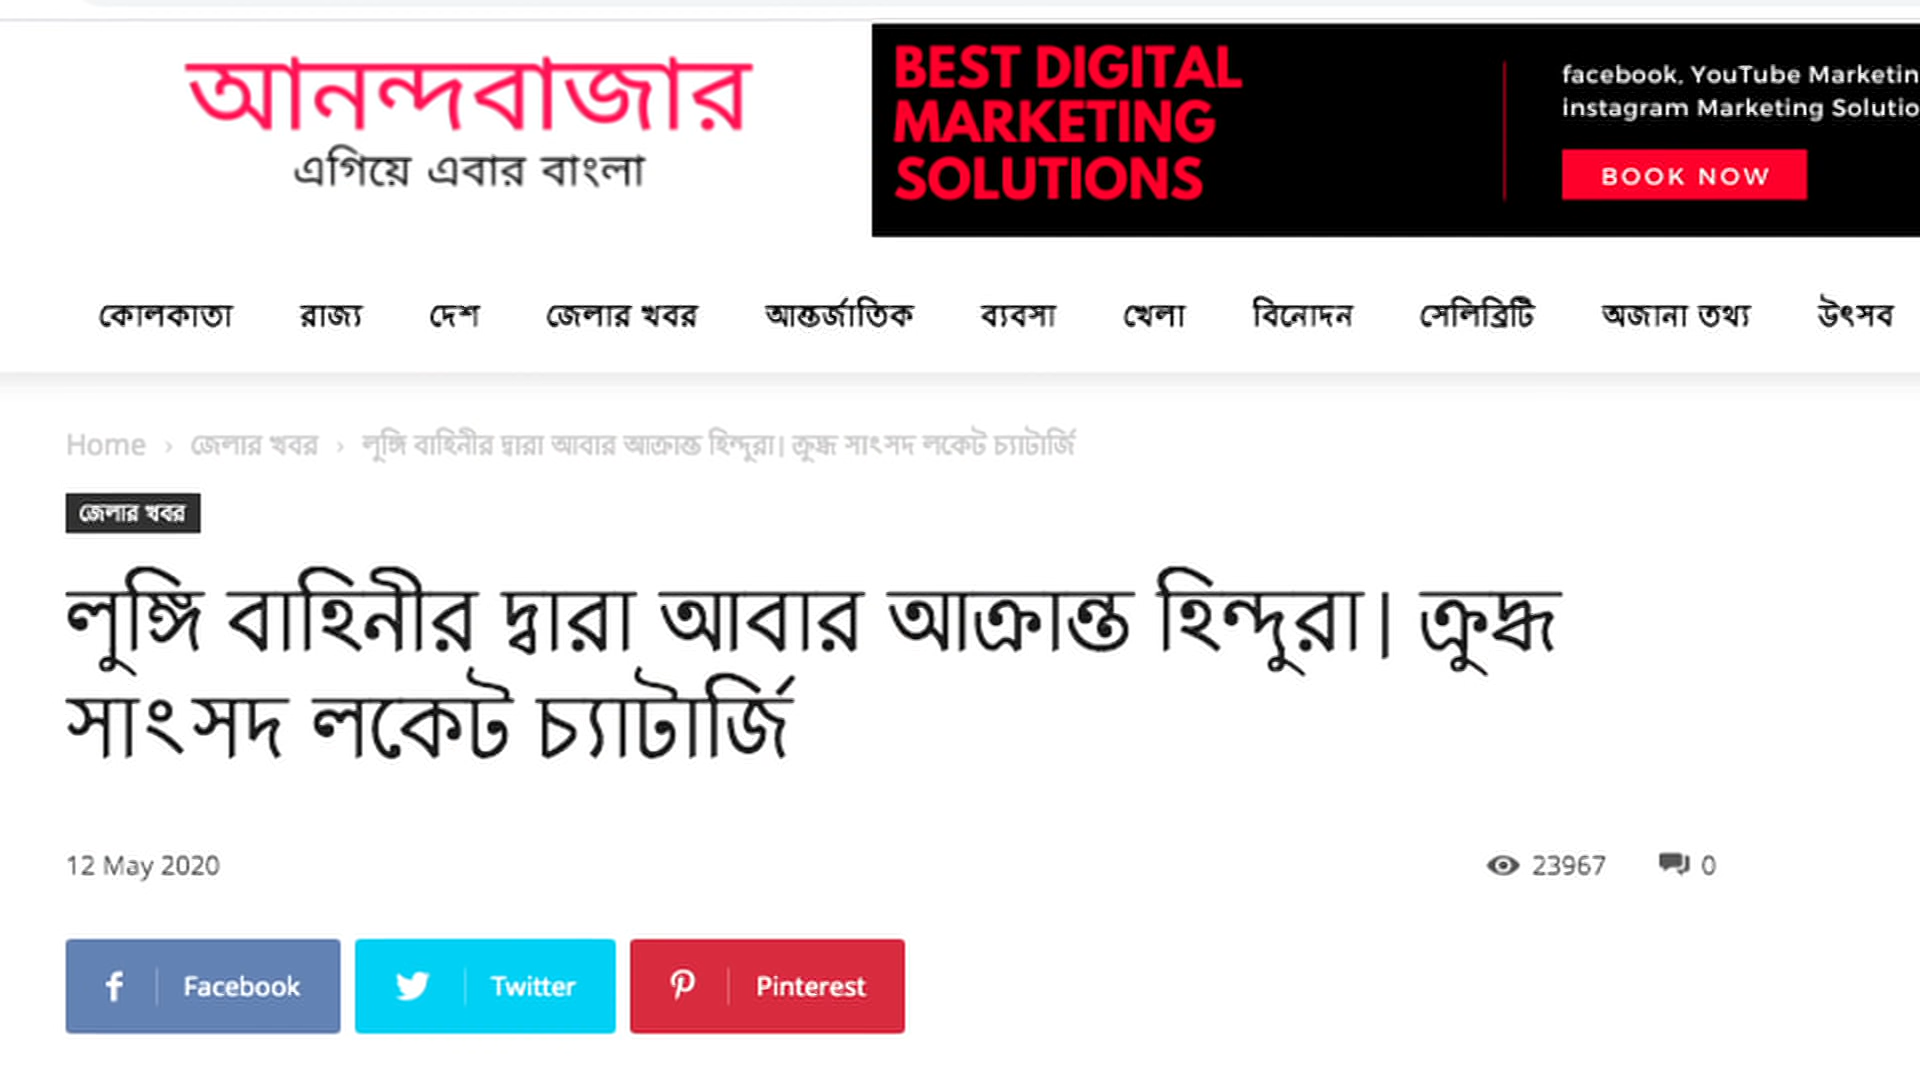 আনন্দবাজার
এগিয়ে এবার বাংলা
BEST DIGITAL
MARKETING
SOLUTIONS
facebook, YouTube Marketin
instagram Marketing Solutio
BOOK NOW
কোলকাতা রাজ্য দেশ জেলার খবর আন্তর্জাতিক ব্যবসা খেলা বিনোদন সেলিব্রিটি অজানা তথ্য উৎসব
Home › জেলার খবর › লুঙ্গি বাহিনীর দ্বারা আবার আক্রান্ত হিন্দুরা| ক্রুদ্ধ সাংসদ লকেট চ্যাটার্জি
জেলার খবর
লুঙ্গি বাহিনীর দ্বারা আবার আক্রান্ত হিন্দুরা| ক্রুদ্ধ
সাংসদ লকেট চ্যাটার্জি
12 May 2020 23967 0
Facebook Twitter Pinterest